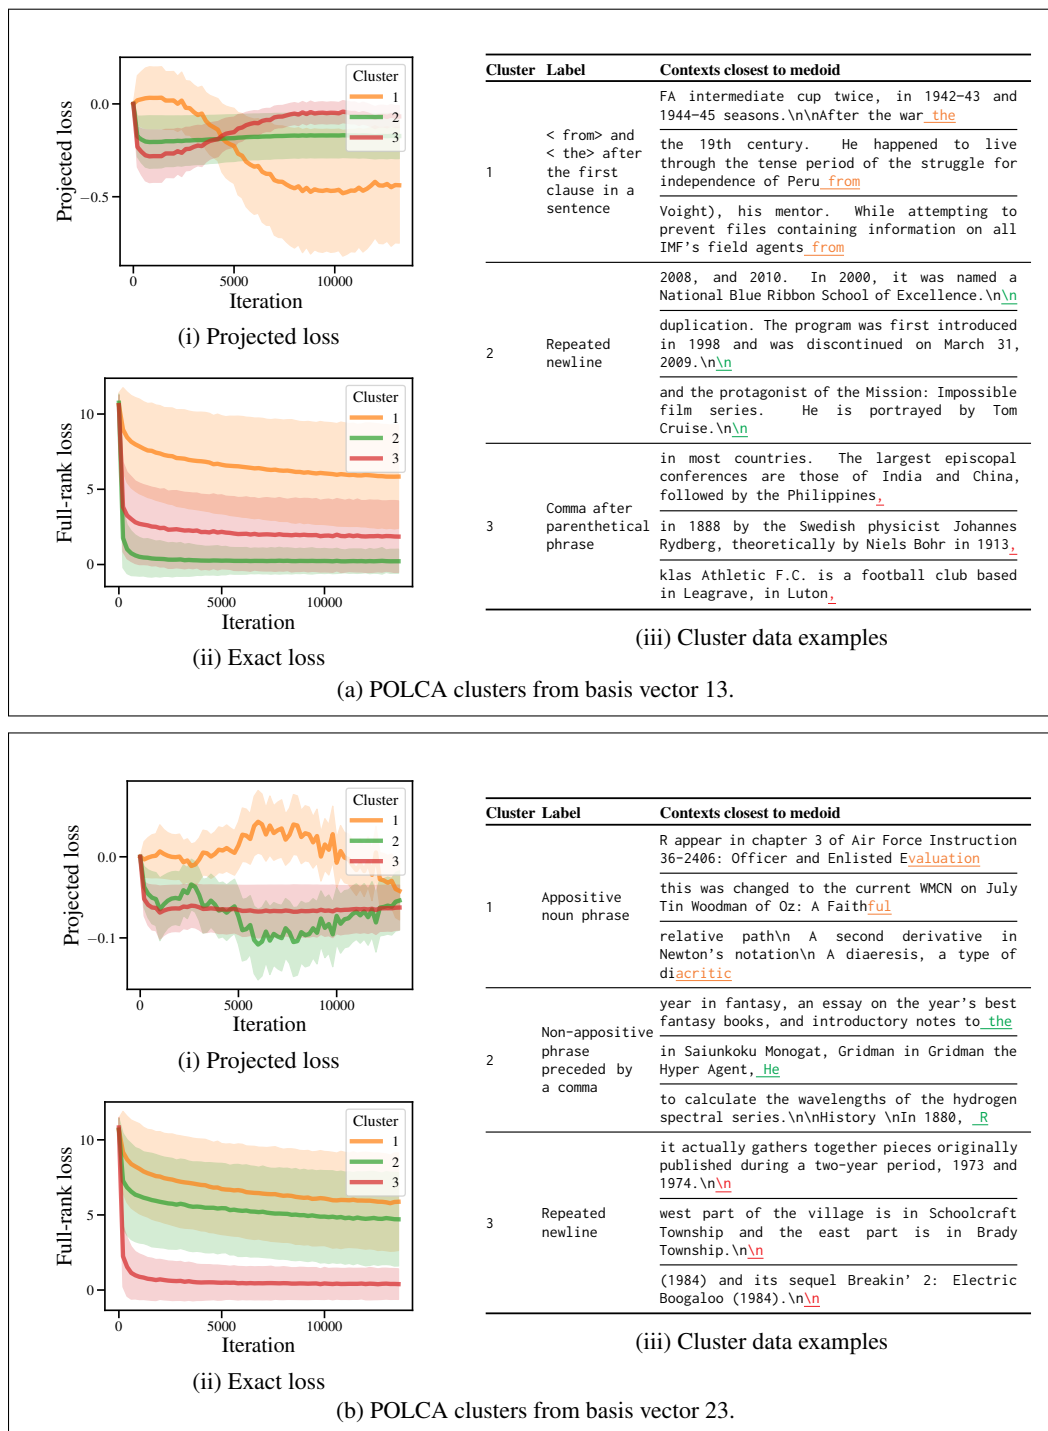 0.0
−0.5
Projected loss
Cluster
1
2
3
0
5000
10000
Iteration
(i) Projected loss
10
5
0
Full-rank loss
Cluster
1
2
3
0
5000
10000
Iteration
(ii) Exact loss
Cluster Label Contexts closest to medoid
1
< from> and
< the> after
the first
clause in a
sentence
FA intermediate cup twice, in 1942–43 and
1944–45 seasons.\n\nAfter the war the
the 19th century. He happened to live
through the tense period of the struggle for
independence of Peru from
Voight), his mentor. While attempting to
prevent files containing information on all
IMF's field agents from
2
Repeated
newline
2008, and 2010. In 2000, it was named a
National Blue Ribbon School of Excellence.\n\n
duplication. The program was first introduced
in 1998 and was discontinued on March 31,
2009.\n\n
and the protagonist of the Mission: Impossible
film series. He is portrayed by Tom
Cruise.\n\n
3
Comma after
parenthetical
phrase
in most countries. The largest episcopal
conferences are those of India and China,
followed by the Philippines,
in 1888 by the Swedish physicist Johannes
Rydberg, theoretically by Niels Bohr in 1913,
klas Athletic F.C. is a football club based
in Leagrave, in Luton,
(iii) Cluster data examples
(a) POLCA clusters from basis vector 13.
0.0
−0.1
Projected loss
Cluster
1
2
3
0
5000
10000
Iteration
(i) Projected loss
10
5
0
Full-rank loss
Cluster
1
2
3
0
5000
10000
Iteration
(ii) Exact loss
Cluster Label Contexts closest to medoid
1
Appositive
noun phrase
R appear in chapter 3 of Air Force Instruction
36–2406: Officer and Enlisted Evaluation
this was changed to the current WMCN on July
Tin Woodman of Oz: A Faithful
relative path\n A second derivative in
Newton's notation\n A diaeresis, a type of
diacritic
2
Non-appositive
phrase
preceded by
a comma
year in fantasy, an essay on the year's best
fantasy books, and introductory notes to the
in Saiunkoku Monogat, Gridman in Gridman the
Hyper Agent, He
to calculate the wavelengths of the hydrogen
spectral series.\n\nHistory \nIn 1880, R
3
Repeated
newline
it actually gathers together pieces originally
published during a two-year period, 1973 and
1974.\n\n
west part of the village is in Schoolcraft
Township and the east part is in Brady
Township.\n\n
(1984) and its sequel Breakin' 2: Electric
Boogaloo (1984).\n\n
(iii) Cluster data examples
(b) POLCA clusters from basis vector 23.